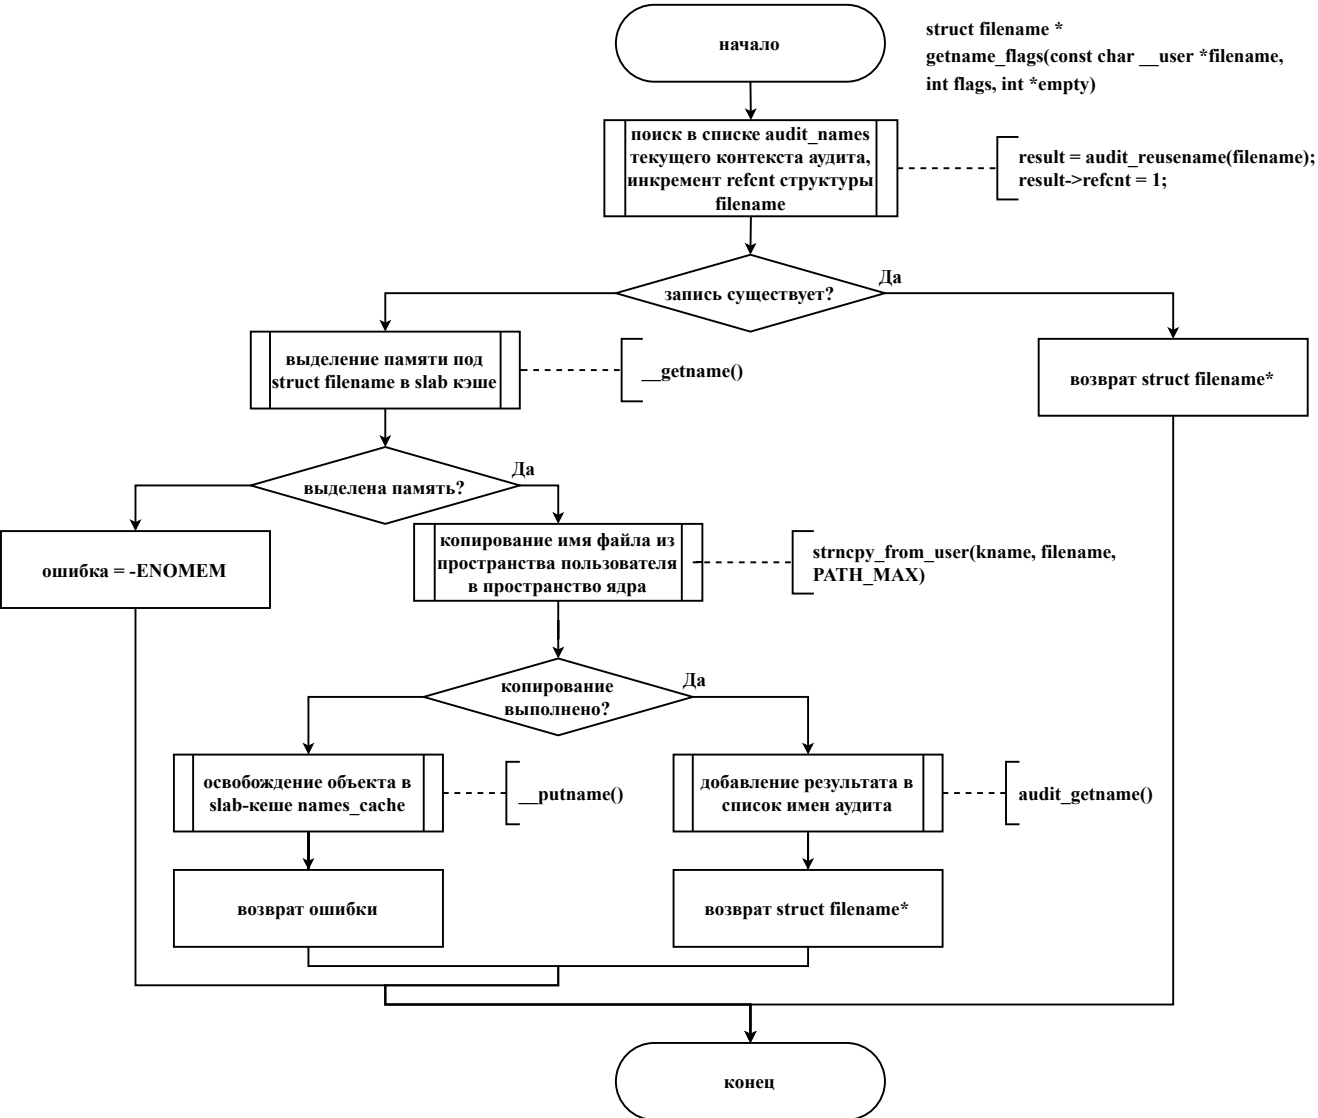 начало
struct filename *
getname_flags(const char __user *filename,
int flags, int *empty)
поиск в списке audit_names
текущего контекста аудита,
инкремент refcnt структуры
filename
result = audit_reusename(filename);
result->refcnt = 1;
запись существует?
Да
выделение памяти под
struct filename в slab кэше
__getname()
возврат struct filename*
выделена память?
Да
ошибка = -ENOMEM
копирование имя файла из
пространства пользователя
в пространство ядра
strncpy_from_user(kname, filename,
PATH_MAX)
копирование
выполнено?
Да
освобождение объекта в
slab-кеше names_cache
__putname()
добавление результата в
список имен аудита
audit_getname()
возврат ошибки
возврат struct filename*
конец